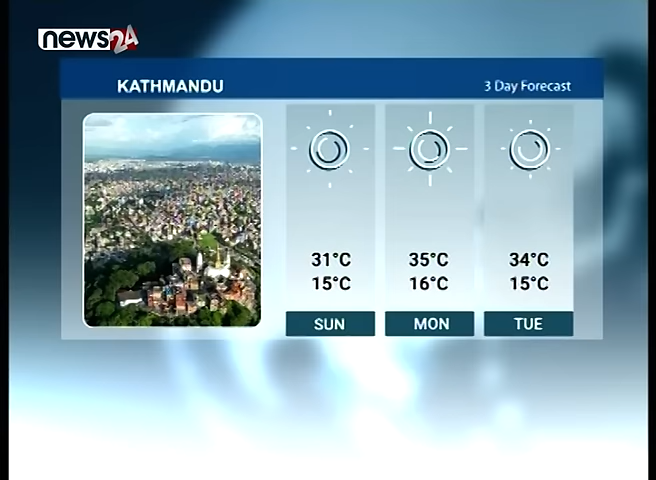 news24
KATHMANDU
3 Day Forecast
31°C 35°C 34°C
15°C 16°C 15°C
SUN MON TUE